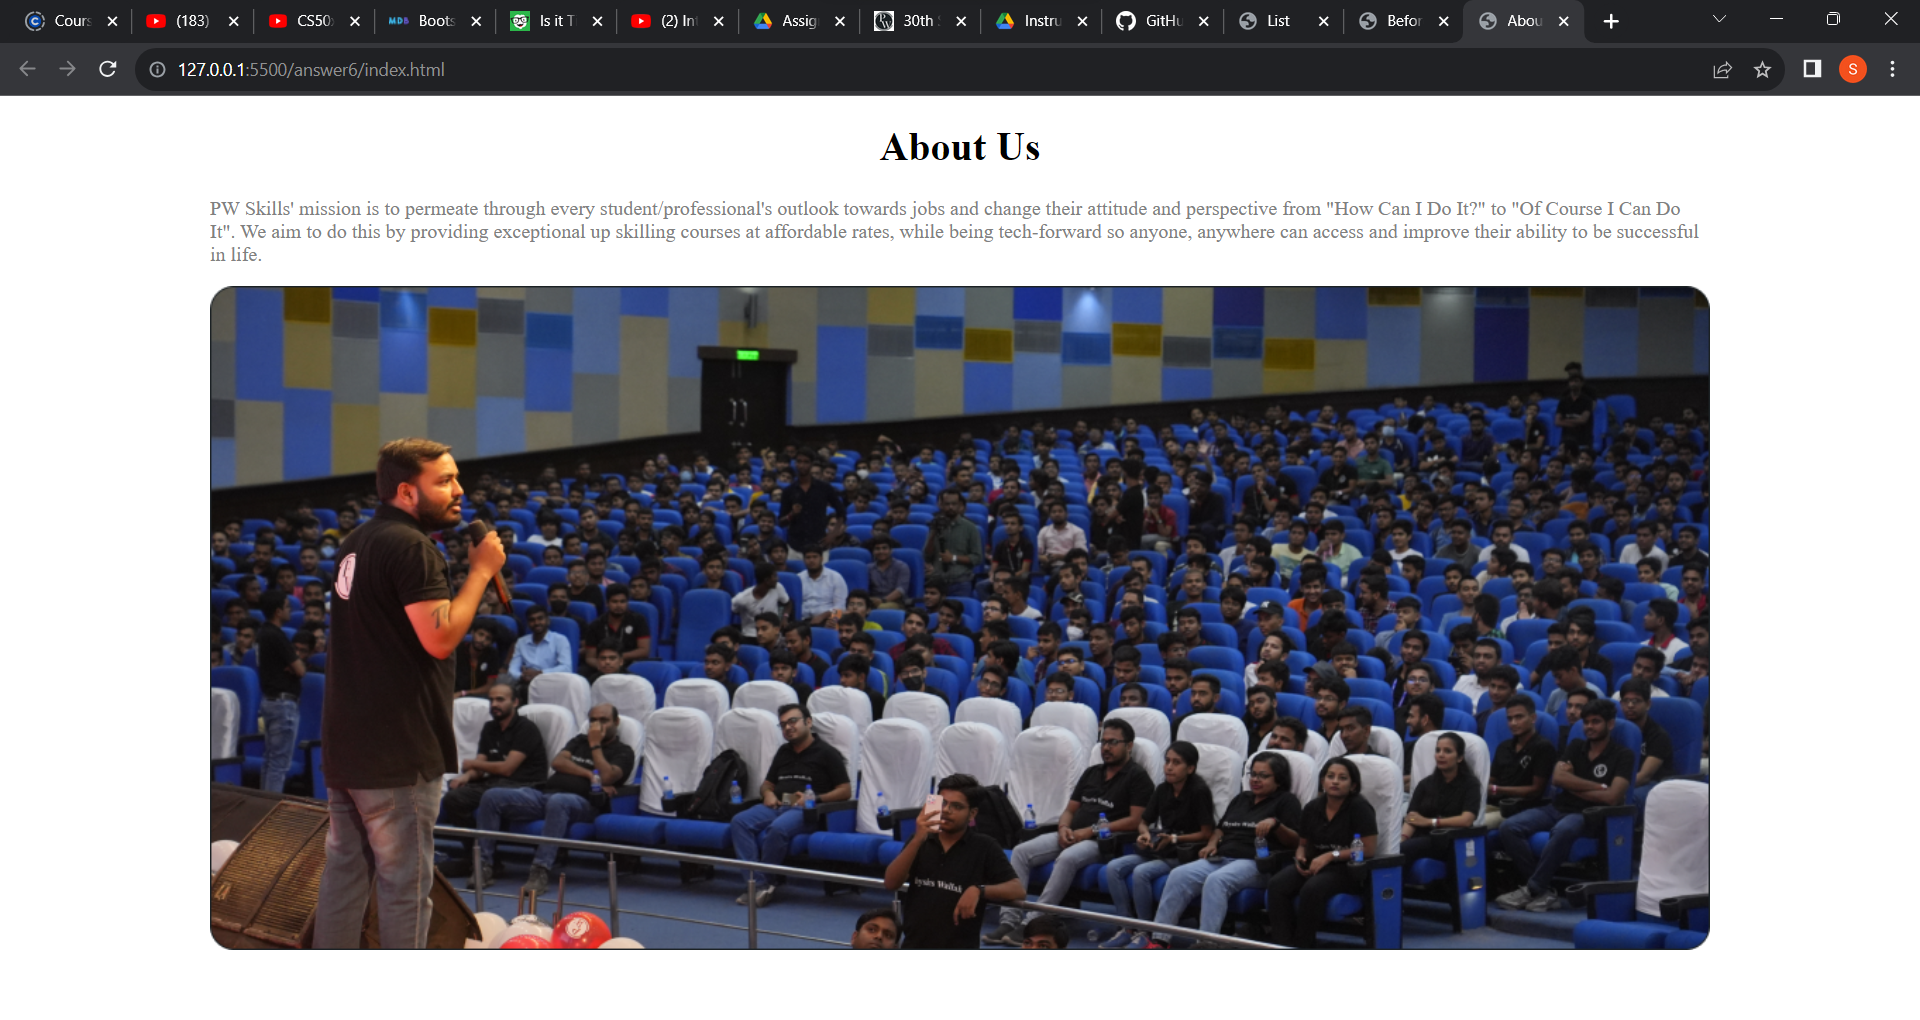 Cours
(183)
CS50
MDB Boots
Is it Ti
(2) Int
Assig
30th S
Instru
GitHu
List
Befor
Abou
127.0.0.1:5500/answer6/index.html
S
About Us
PW Skills' mission is to permeate through every student/professional's outlook towards jobs and change their attitude and perspective from "How Can I Do It?" to "Of Course I Can Do
It". We aim to do this by providing exceptional up skilling courses at affordable rates, while being tech-forward so anyone, anywhere can access and improve their ability to be successful
in life.